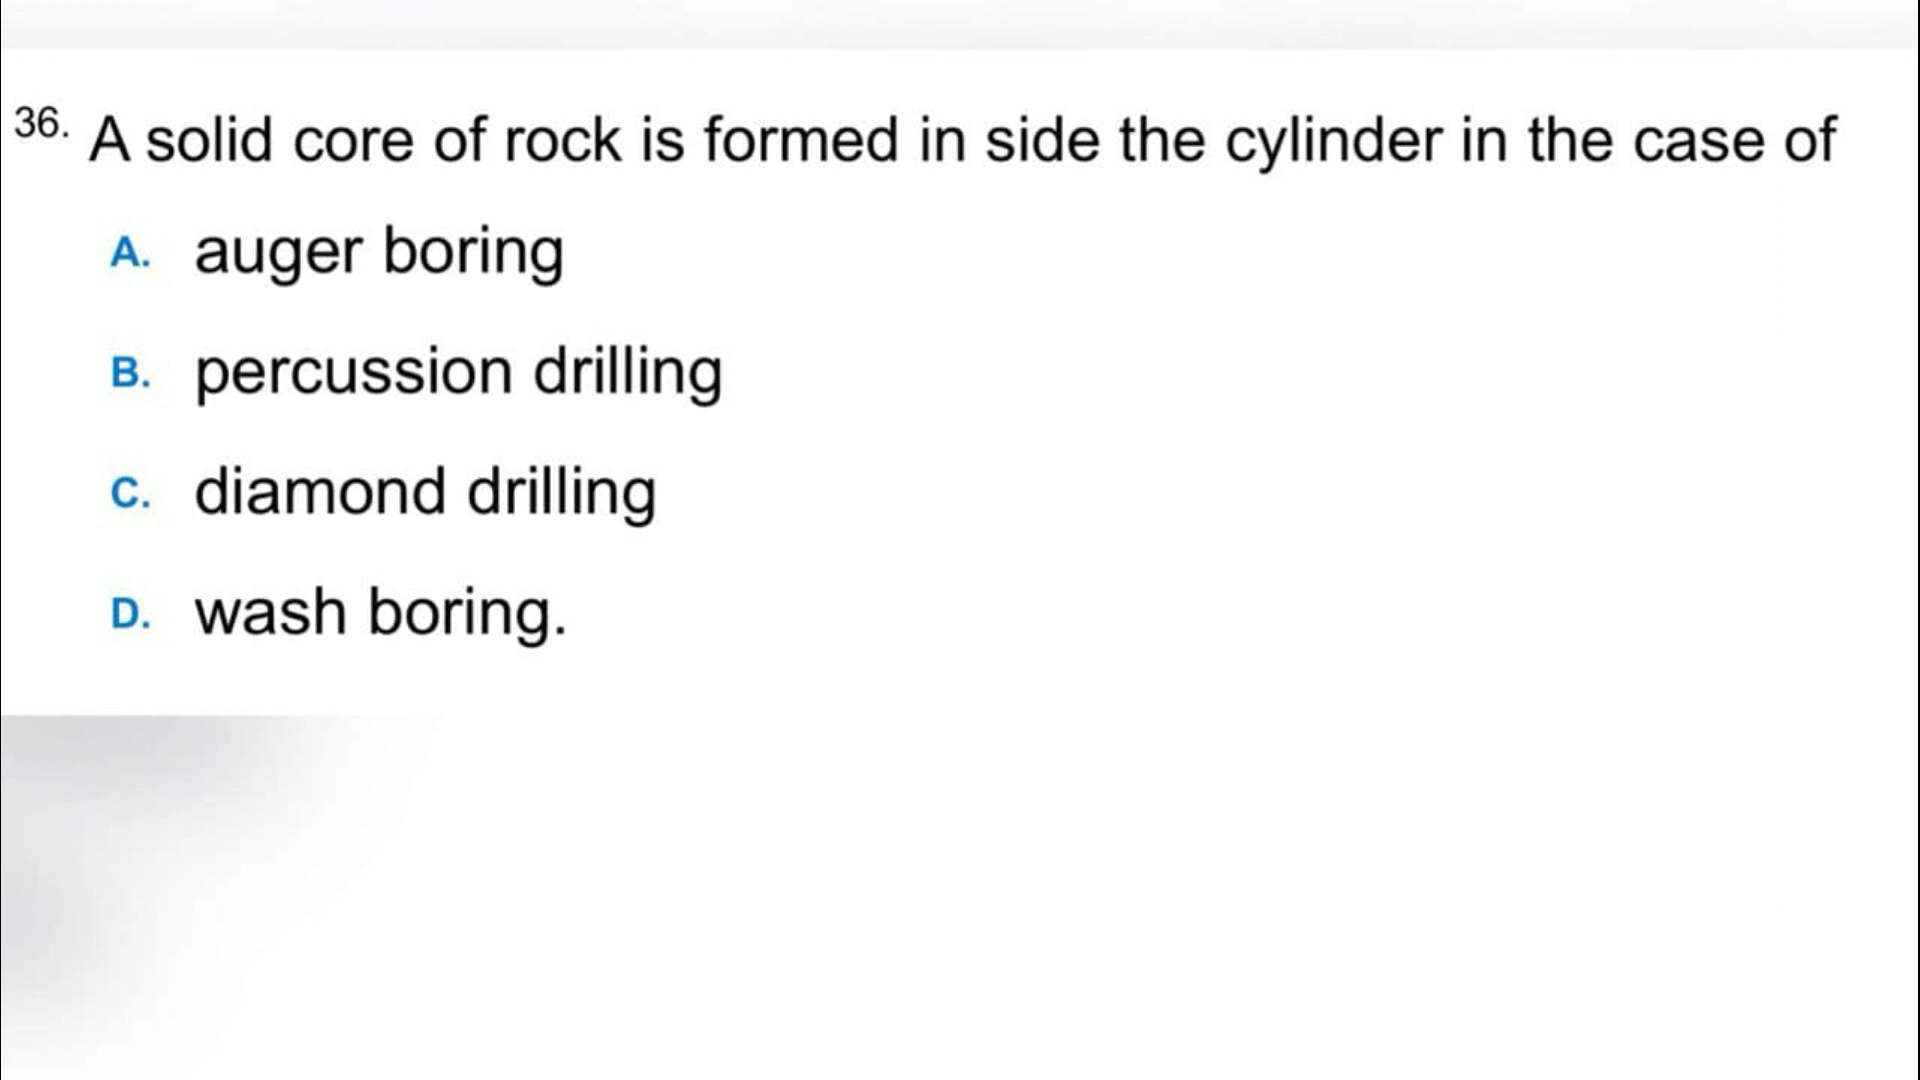 36. A solid core of rock is formed in side the cylinder in the case of
A. auger boring
B. percussion drilling
C. diamond drilling
D. wash boring.